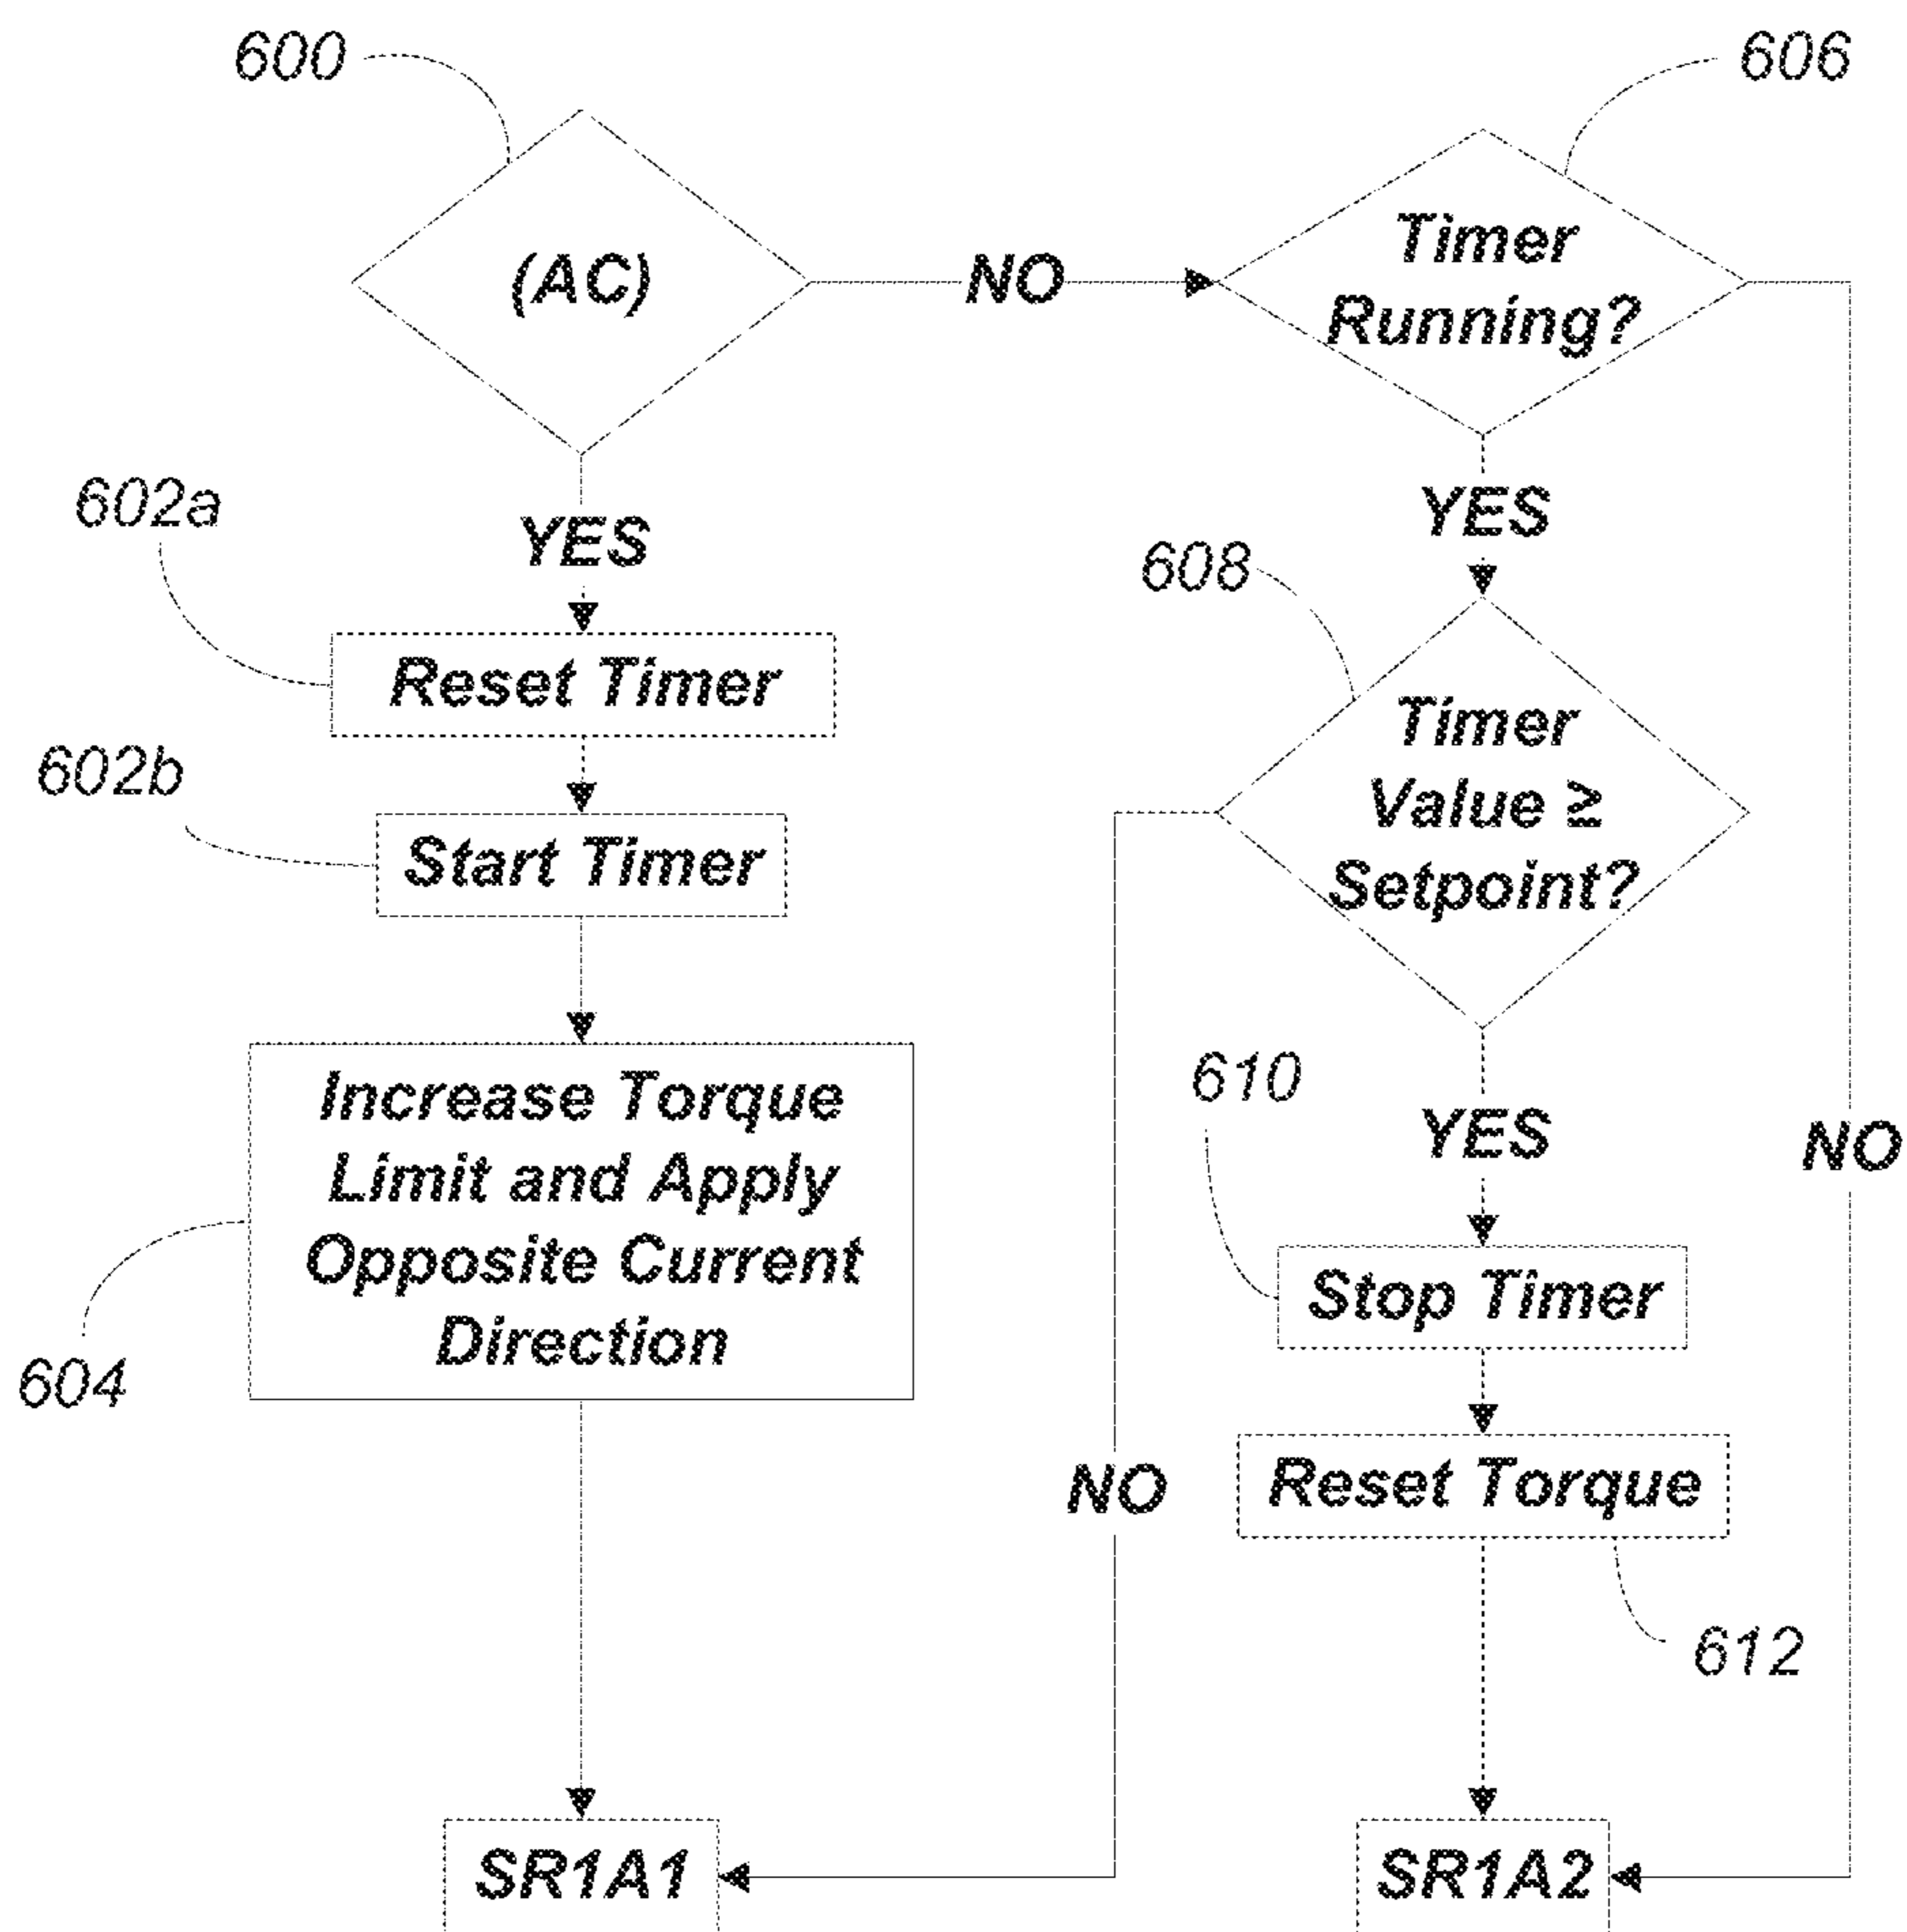 600
606
(AC)
NO
Timer
Running?
602a
YES
YES
608
Reset Timer
Timer
Value ≥
Setpoint?
602b
Start Timer
Increase Torque
Limit and Apply
Opposite Current
Direction
610
YES
NO
604
Stop Timer
NO
Reset Torque
612
SR1A1
SR1A2